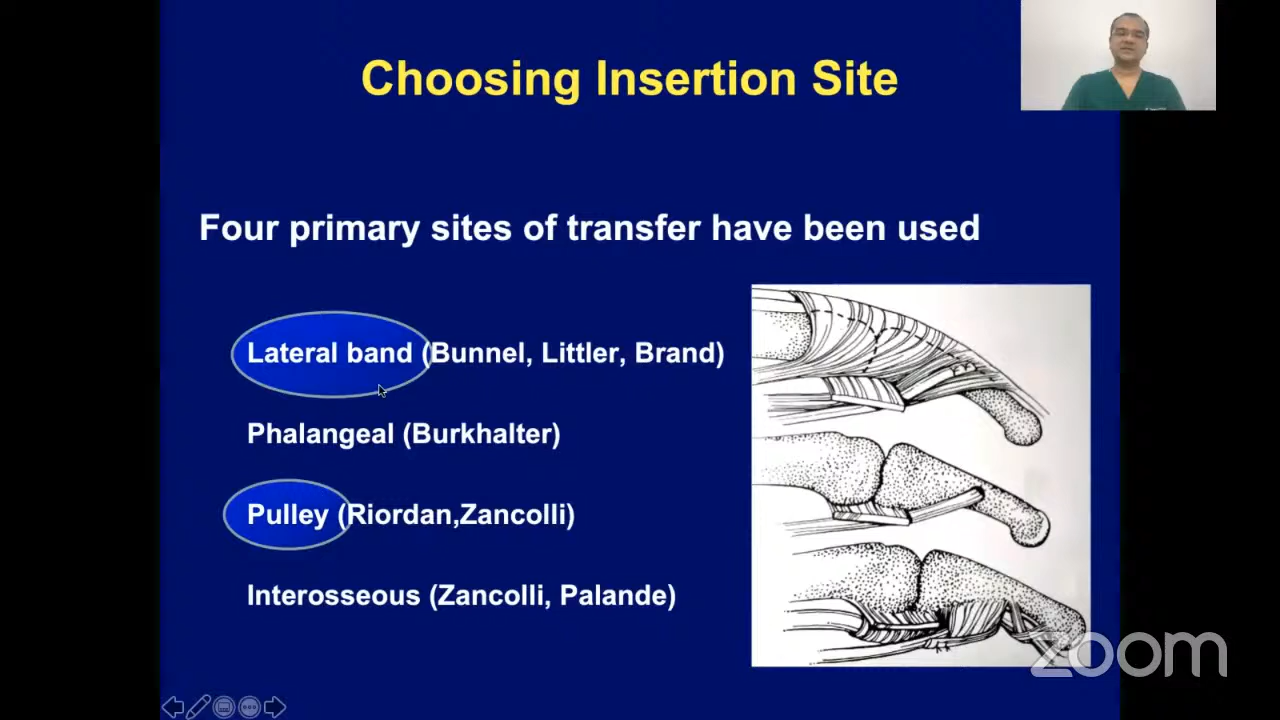 Choosing Insertion Site
Four primary sites of transfer have been used
Lateral band (Bunnel, Littler, Brand)
Phalangeal (Burkhalter)
Pulley (Riordan,Zancolli)
Interosseous (Zancolli, Palande)
zoom